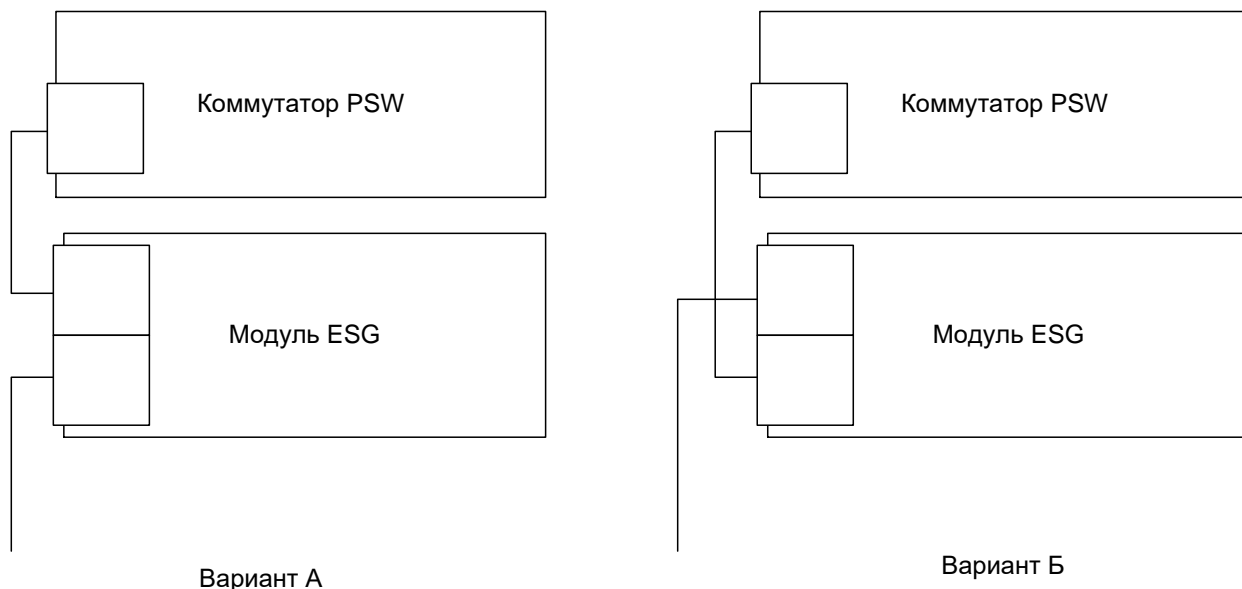 Коммутатор PSW
Коммутатор PSW
Модуль ESG
Модуль ESG
Вариант А
Вариант Б